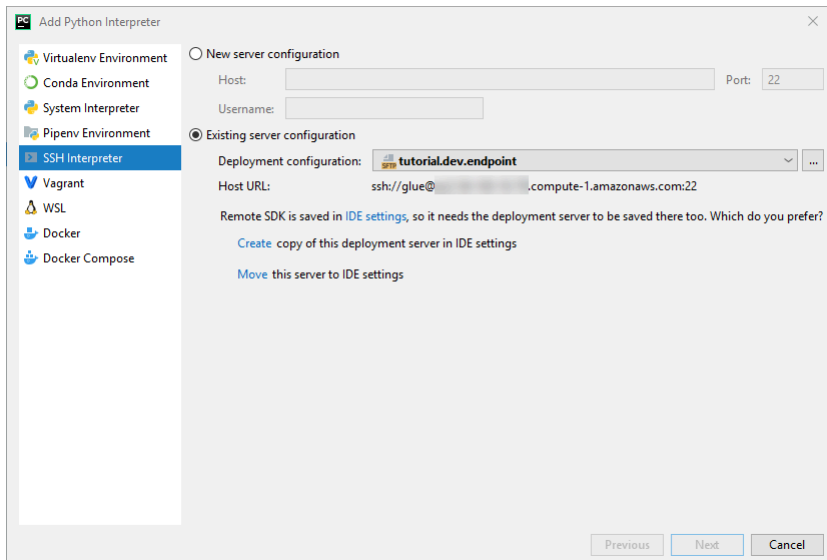 PC Add Python Interpreter
Virtualenv Environment
Conda Environment
System Interpreter
Pipenv Environment
SSH Interpreter
Vagrant
WSL
Docker
Docker Compose
New server configuration
Host: Port: 22
Username:
Existing server configuration
Deployment configuration: SFTP tutorial.dev.endpoint ...
Host URL: ssh://glue@ .compute-1.amazonaws.com:22
Remote SDK is saved in IDE settings, so it needs the deployment server to be saved there too. Which do you prefer?
Create copy of this deployment server in IDE settings
Move this server to IDE settings
Previous Next Cancel